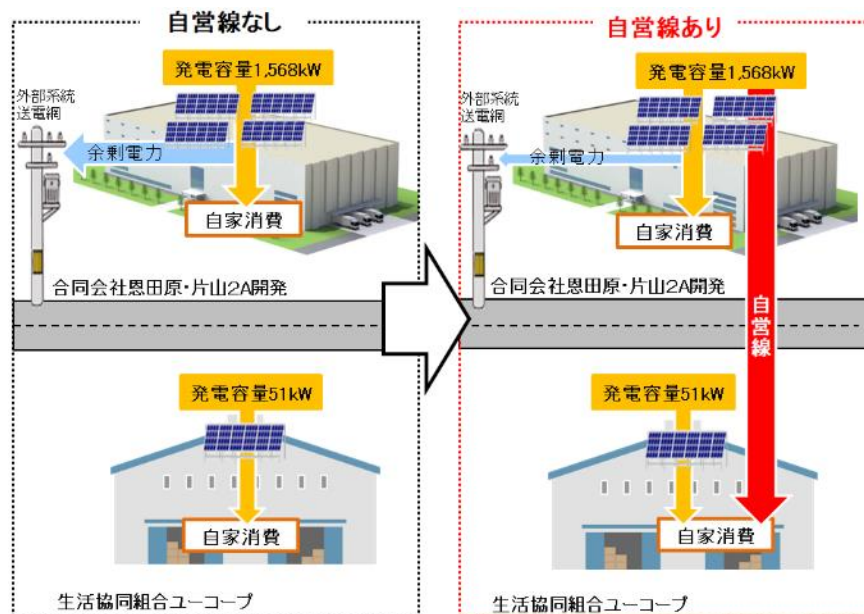 自営線なし
発電容量1,568kW
外部系統
送電網
余剰電力
自家消費
合同会社恩田原・片山2A開発
発電容量51kW
自家消費
生活協同組合ユーコープ
自営線あり
発電容量1,568kW
外部系統
送電網
余剰電力
自家消費
合同会社恩田原・片山2A開発
自営線
発電容量51kW
自家消費
生活協同組合ユーコープ